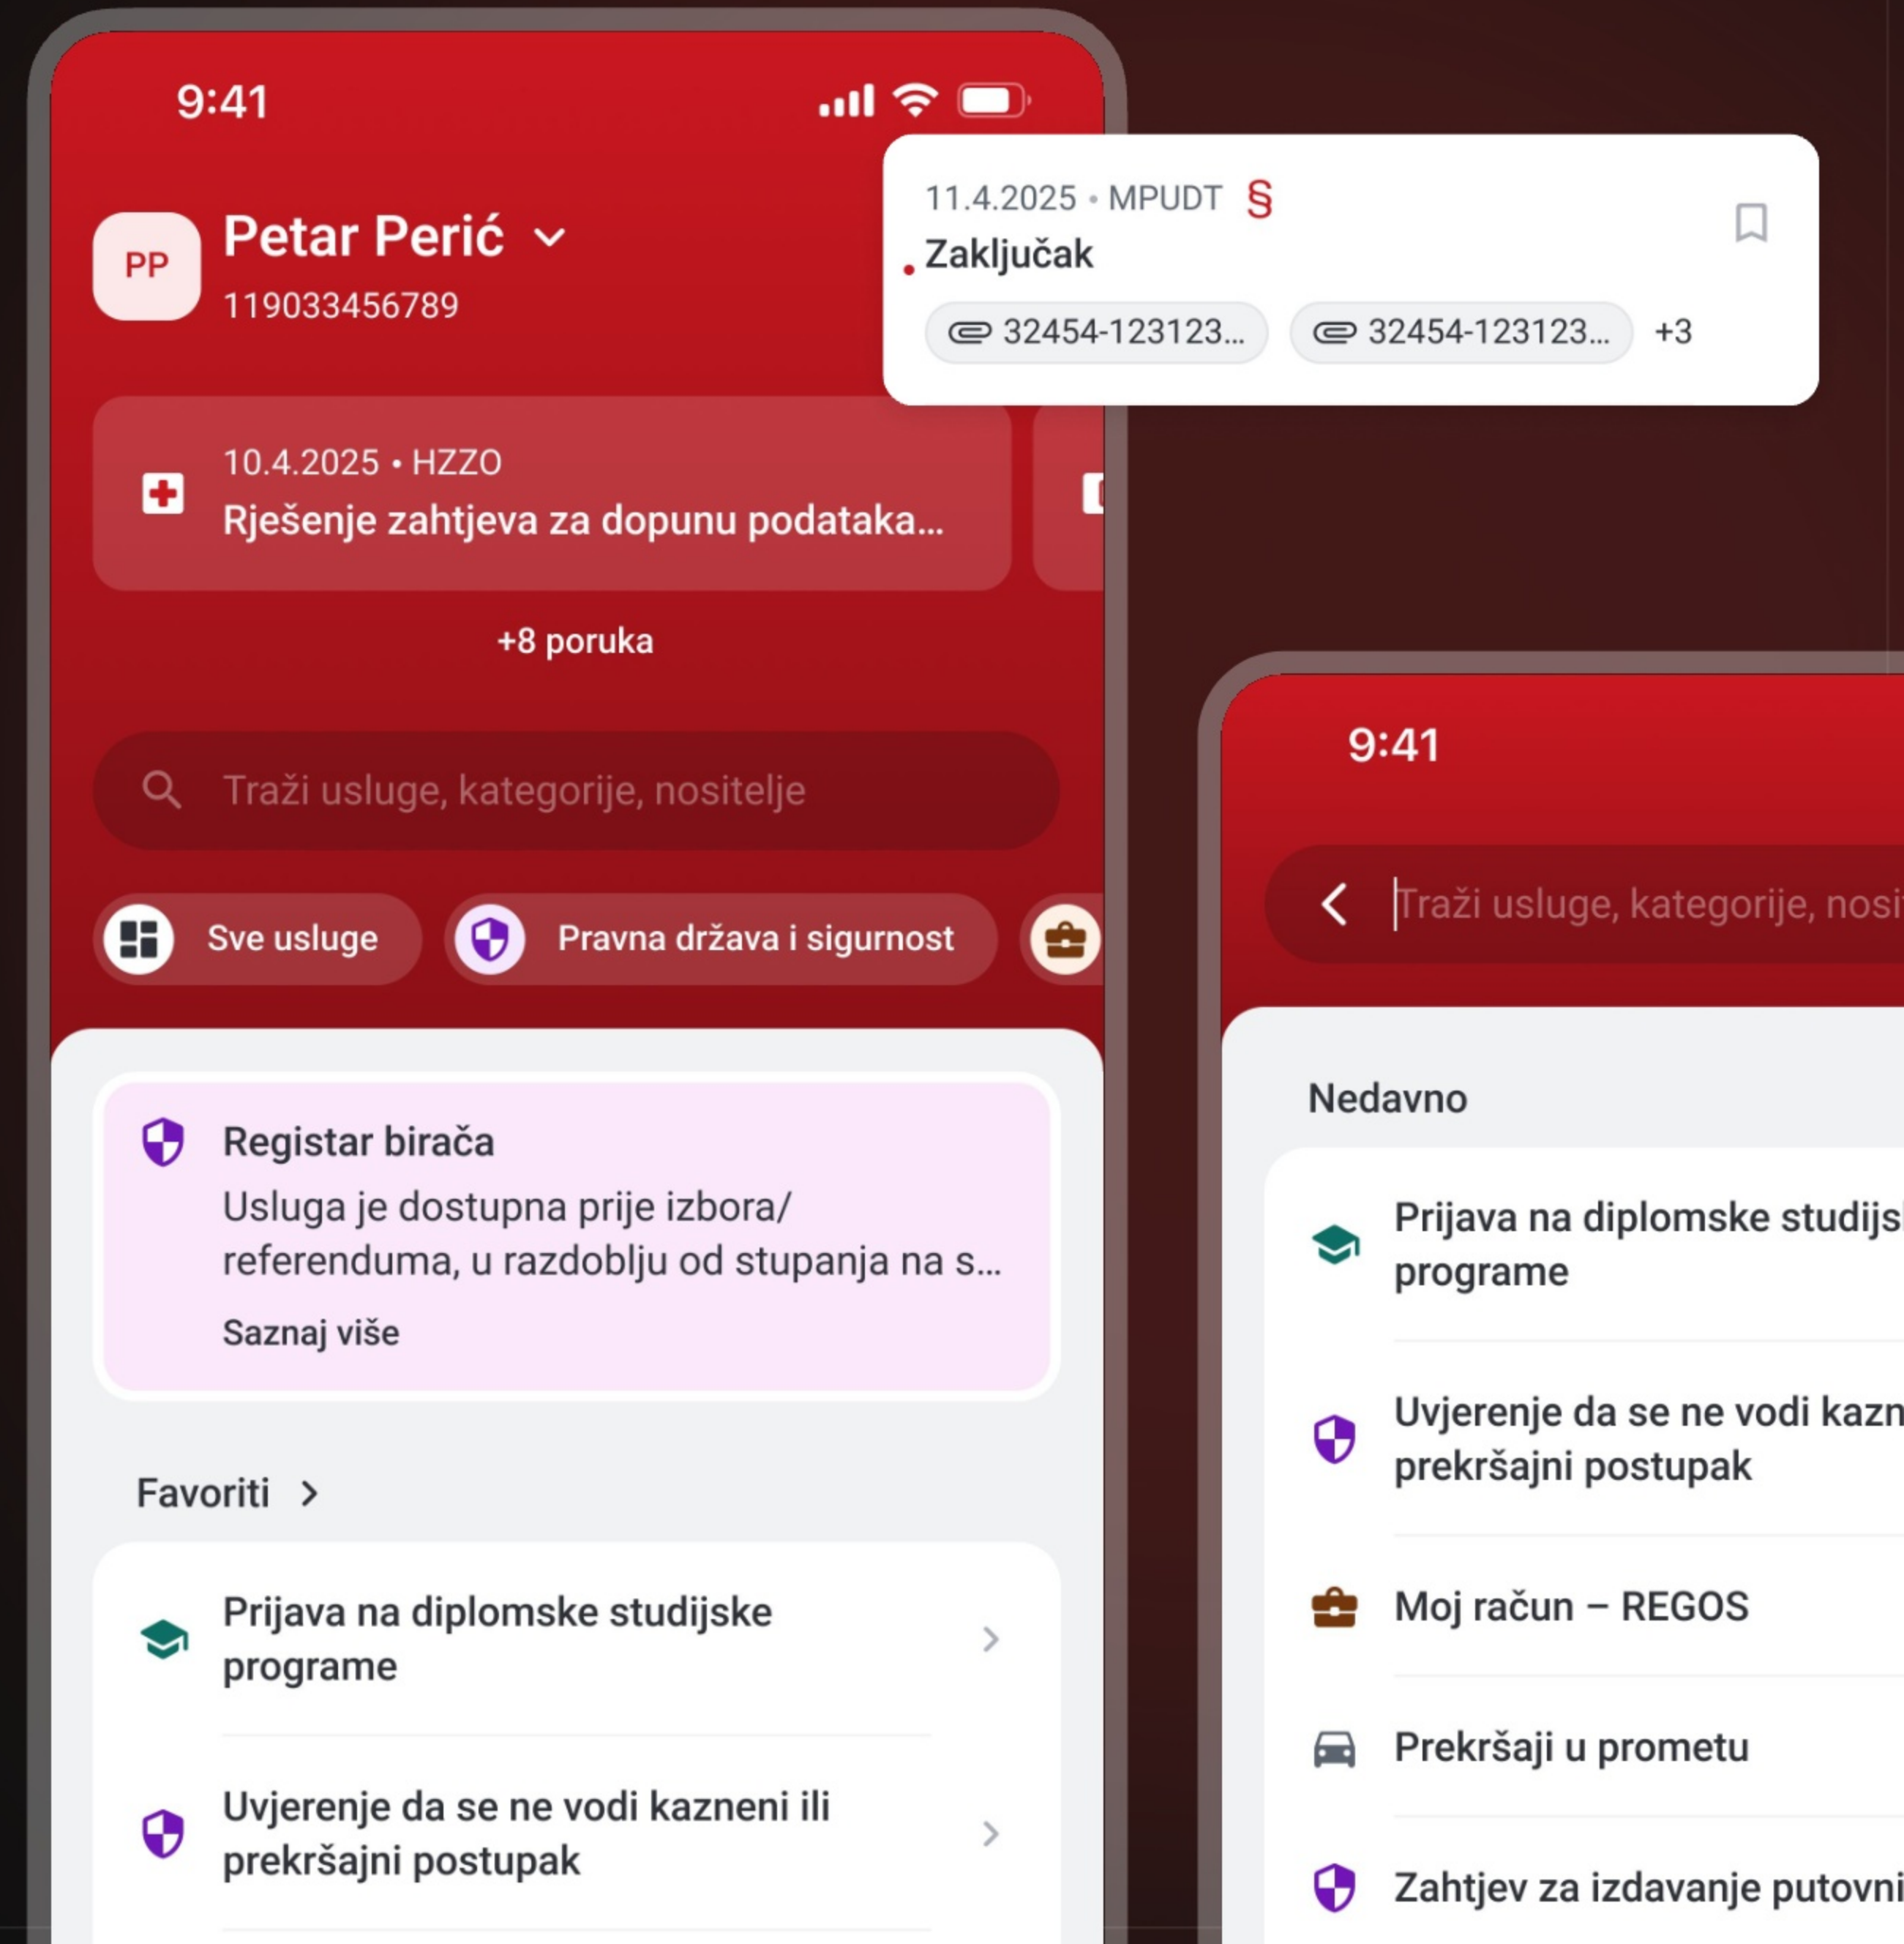 9:41
PP
Petar Perić
119033456789
11.4.2025 • MPUDT §
Zaključak
32454-123123...
32454-123123...
+3
10.4.2025 • HZZO
Rješenje zahtjeva za dopunu podataka...
+8 poruka
Traži usluge, kategorije, nositelje
Sve usluge
Pravna država i sigurnost
Registar birača
Usluga je dostupna prije izbora/
referenduma, u razdoblju od stupanja na s...
Saznaj više
Favoriti
Prijava na diplomske studijske
programe
Uvjerenje da se ne vodi kazneni ili
prekršajni postupak
9:41
Traži usluge, kategorije, nosi
Nedavno
Prijava na diplomske studijs
programe
Uvjerenje da se ne vodi kazn
prekršajni postupak
Moj račun – REGOS
Prekršaji u prometu
Zahtjev za izdavanje putovni